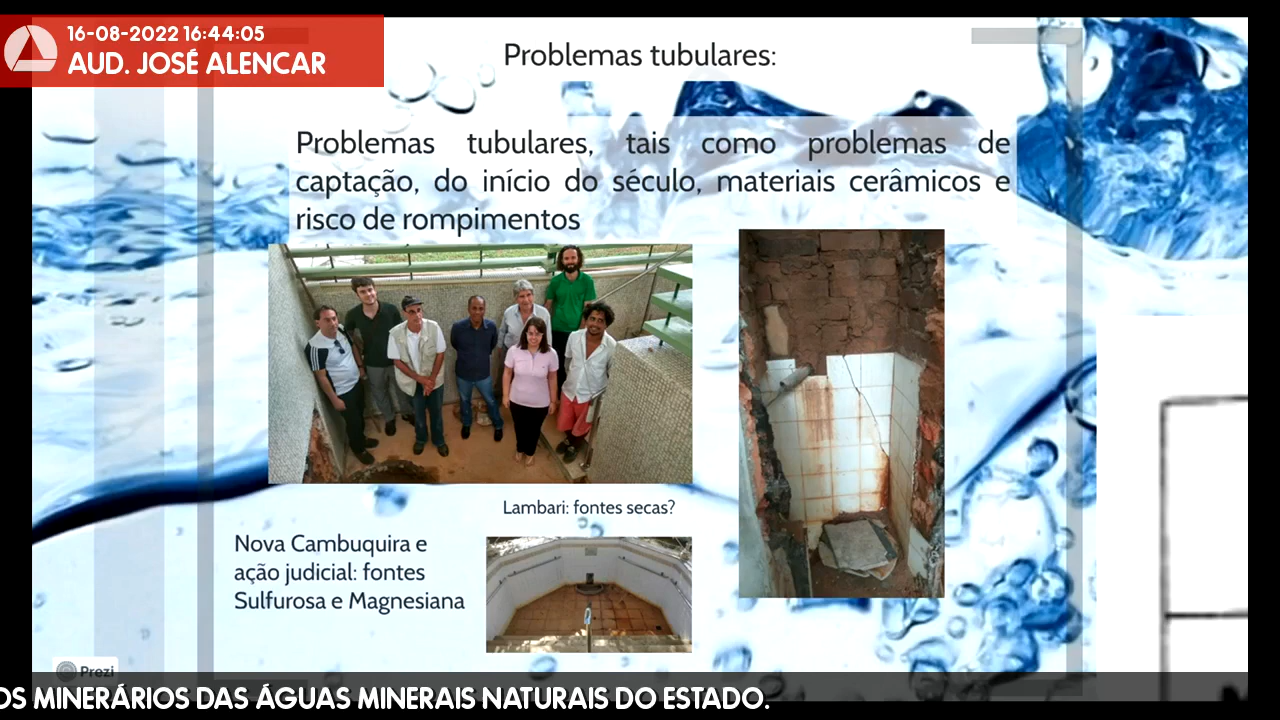 16-08-2022 16:44:05
AUD. JOSÉ ALENCAR
Problemas tubulares:
Problemas tubulares, tais como problemas de
captação, do início do século, materiais cerâmicos e
risco de rompimentos
Lambari: fontes secas?
Nova Cambuquira e
ação judicial: fontes
Sulfurosa e Magnesiana
Prezi
OS MINERÁRIOS DAS ÁGUAS MINERAIS NATURAIS DO ESTADO.